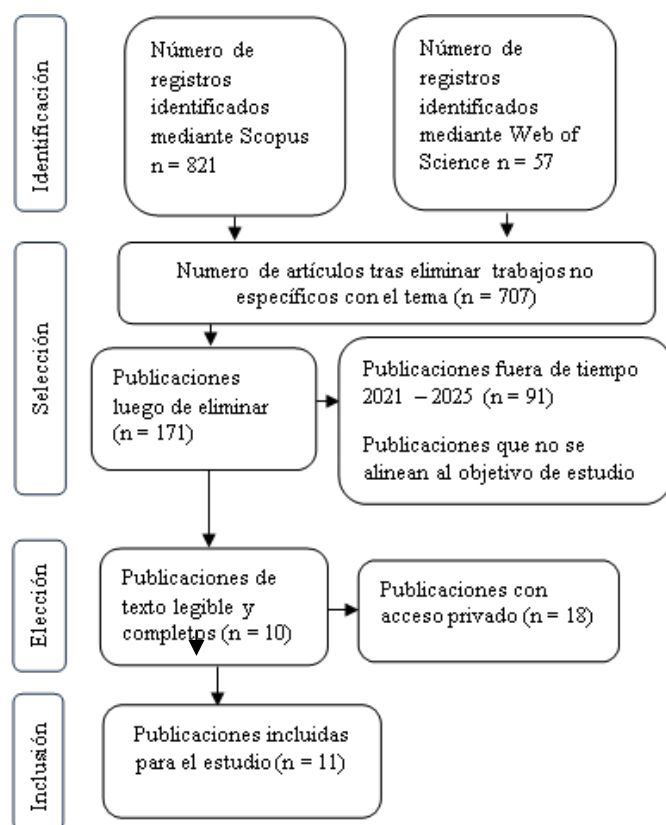 Identificación
Número de
registros
identificados
mediante Scopus
n = 821
Número de
registros
identificados
mediante Web of
Science n = 57
Selección
Numero de artículos tras eliminar trabajos no
específicos con el tema (n = 707)
Publicaciones
luego de eliminar
(n = 171)
Publicaciones fuera de tiempo
2021 – 2025 (n = 91)
Publicaciones que no se
alinean al objetivo de estudio
Elección
Publicaciones de
texto legible y
completos (n = 10)
Publicaciones con
acceso privado (n = 18)
Inclusión
Publicaciones incluidas
para el estudio (n = 11)